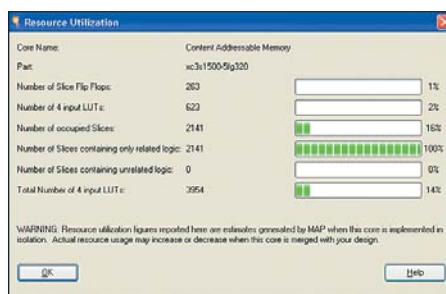 Resource Utilization
Core Name: Content Addressable Memory
Part: xc3s1500-5fg320
Number of Slice Flip Flops: 263 1%
Number of 4 input LUTs: 623 2%
Number of occupied Slices: 2141 16%
Number of Slices containing only related logic: 2141 100%
Number of Slices containing unrelated logic: 0 0%
Total Number of 4 input LUTs: 3954 14%
WARNING: Resource utilization figures reported here are estimates generated by MAP when this core is implemented in
isolation. Actual resource usage may increase or decrease when this core is merged with your design.
OK Help